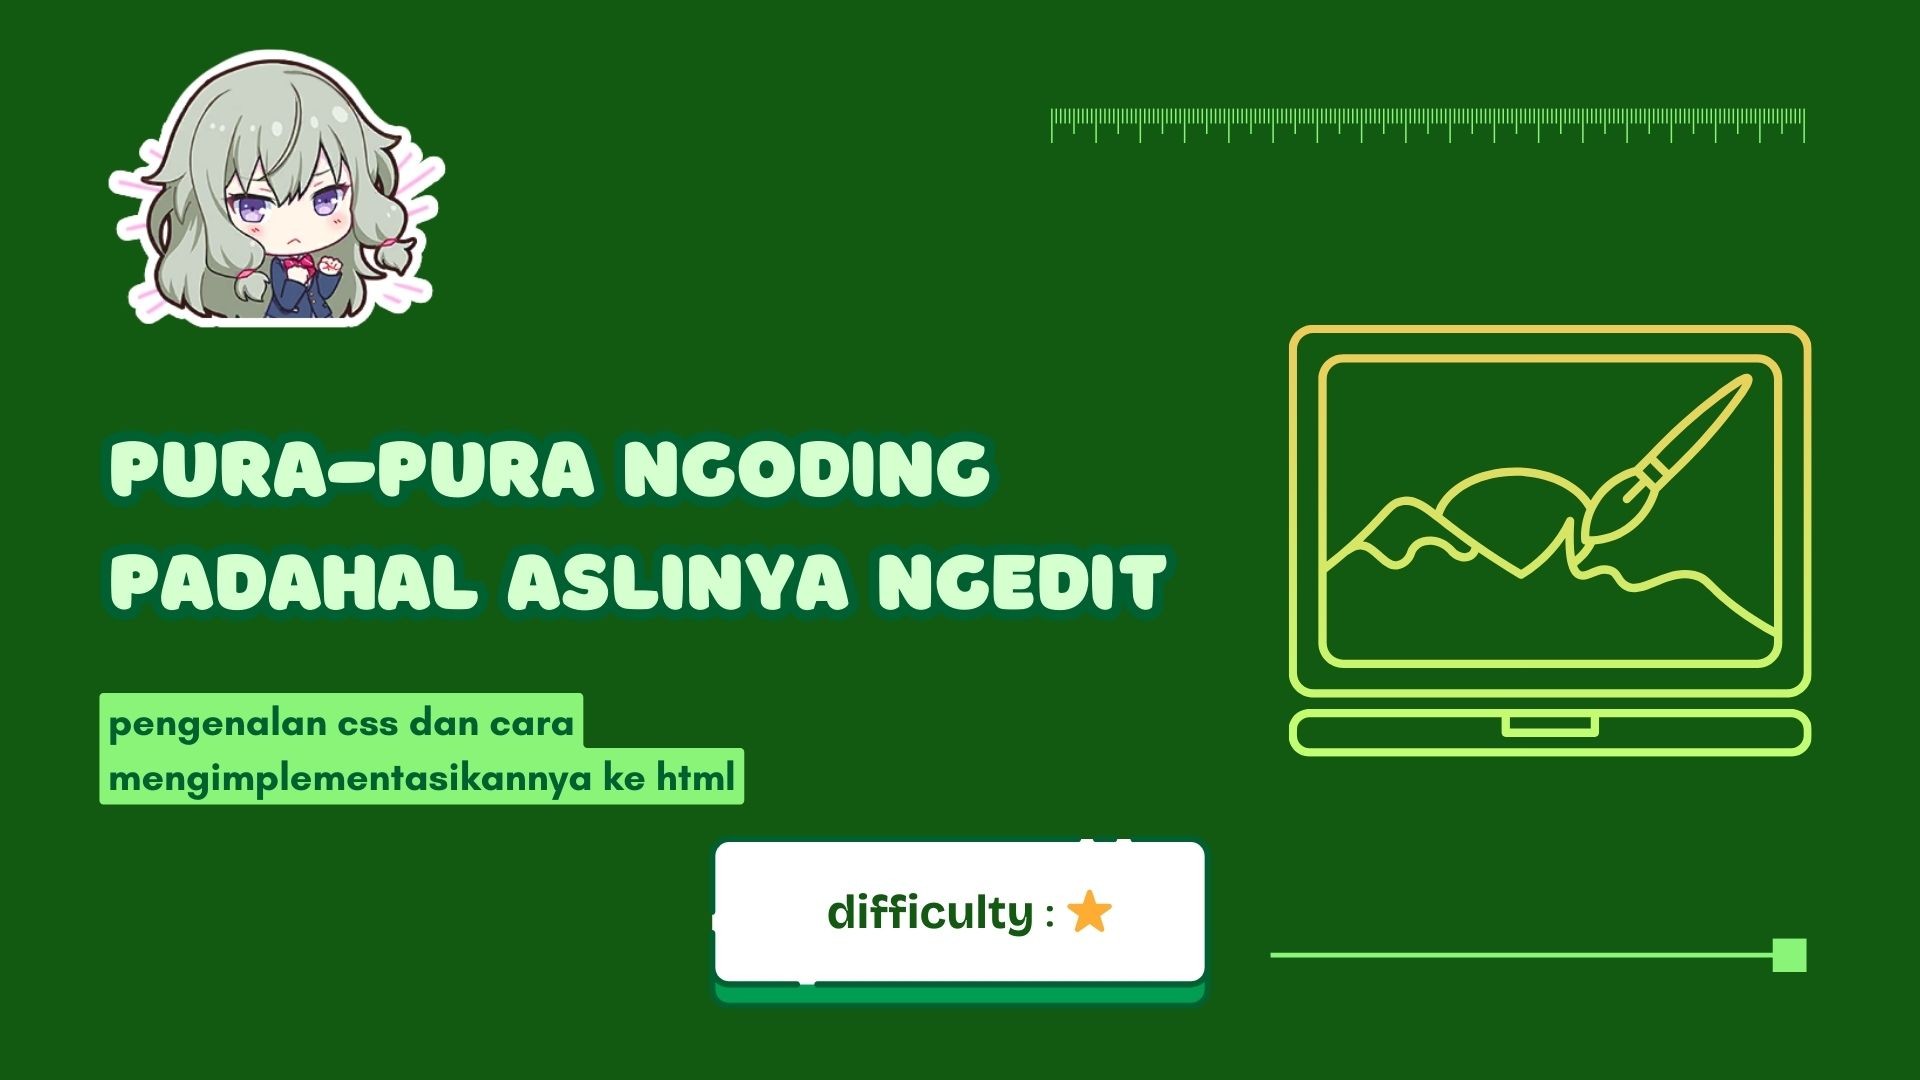 PURA-PURA NGODING
PADAHAL ASLINYA NGEDIT
pengenalan css dan cara
mengimplementasikannya ke html
difficulty : ⭐